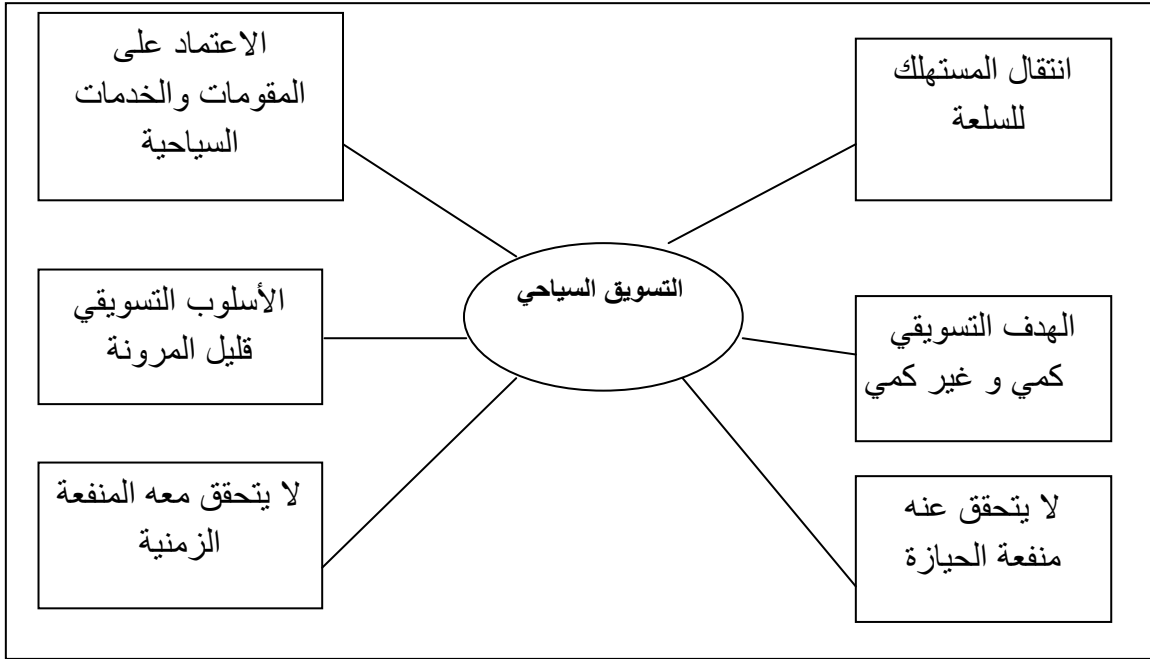 انتقال المستهلك
للسلعة
الاعتماد على
المقومات والخدمات
السياحية
التسويق السياحي
الهدف التسويقي
كمي و غير كمي
الأسلوب التسويقي
قليل المرونة
لا يتحقق عنه
منفعة الحيازة
لا يتحقق معه المنفعة
الزمنية